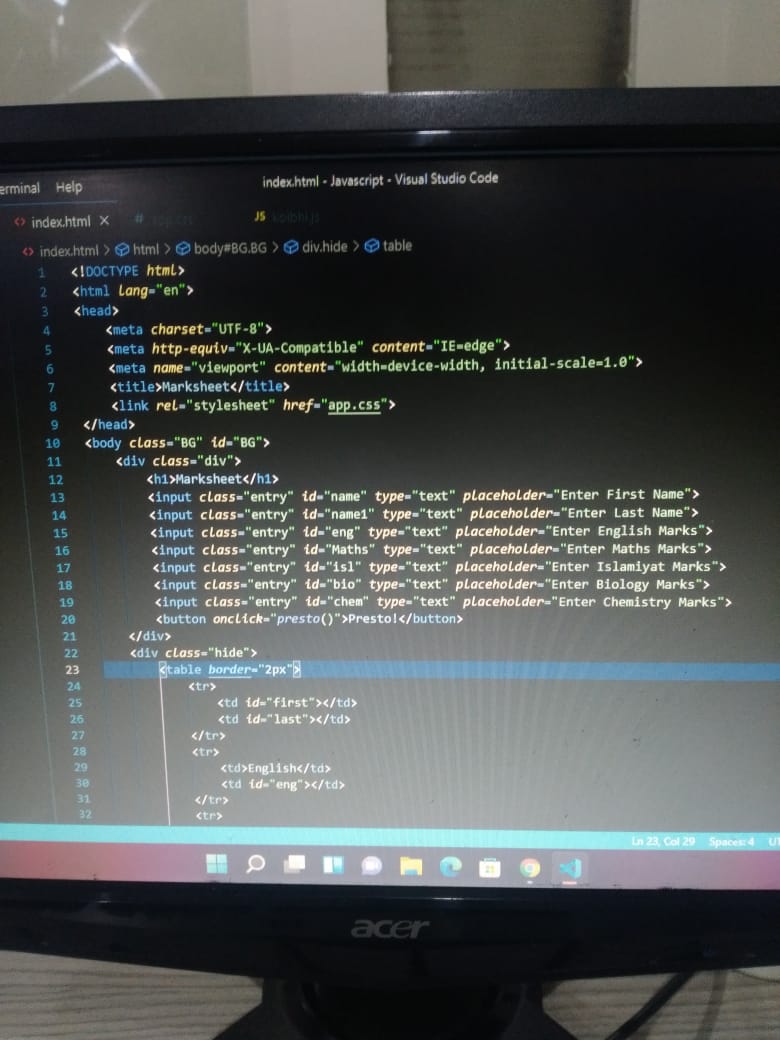 erminal Help
index.html - Javascript - Visual Studio Code
index.html
JS
index.html > html > body#BG.BG > div.hide > table
1 <!DOCTYPE html>
2 <html lang="en">
3 <head>
4 <meta charset="UTF-8">
5 <meta http-equiv="X-UA-Compatible" content="IE=edge">
6 <meta name="viewport" content="width=device-width, initial-scale=1.0">
7 <title>Marksheet</title>
8 <link rel="stylesheet" href="app.css">
9 </head>
10 <body class="BG" id="BG">
11 <div class="div">
12 <h1>Marksheet</h1>
13 <input class="entry" id="name" type="text" placeholder="Enter First Name">
14 <input class="entry" id="name1" type="text" placeholder="Enter Last Name">
15 <input class="entry" id="eng" type="text" placeholder="Enter English Marks">
16 <input class="entry" id="Maths" type="text" placeholder="Enter Maths Marks">
17 <input class="entry" id="isl" type="text" placeholder="Enter Islamiyat Marks">
18 <input class="entry" id="bio" type="text" placeholder="Enter Biology Marks">
19 <input class="entry" id="chem" type="text" placeholder="Enter Chemistry Marks">
20 <button onclick="presto()">Presto!</button>
21 </div>
22 <div class="hide">
23 <table border="2px">
24 <tr>
25 <td id="first"></td>
26 <td id="last"></td>
27 </tr>
28 <tr>
29 <td>English</td>
30 <td id="eng"></td>
31 </tr>
32 <tr>
Ln 23, Col 29 Spaces: 4 U
acer